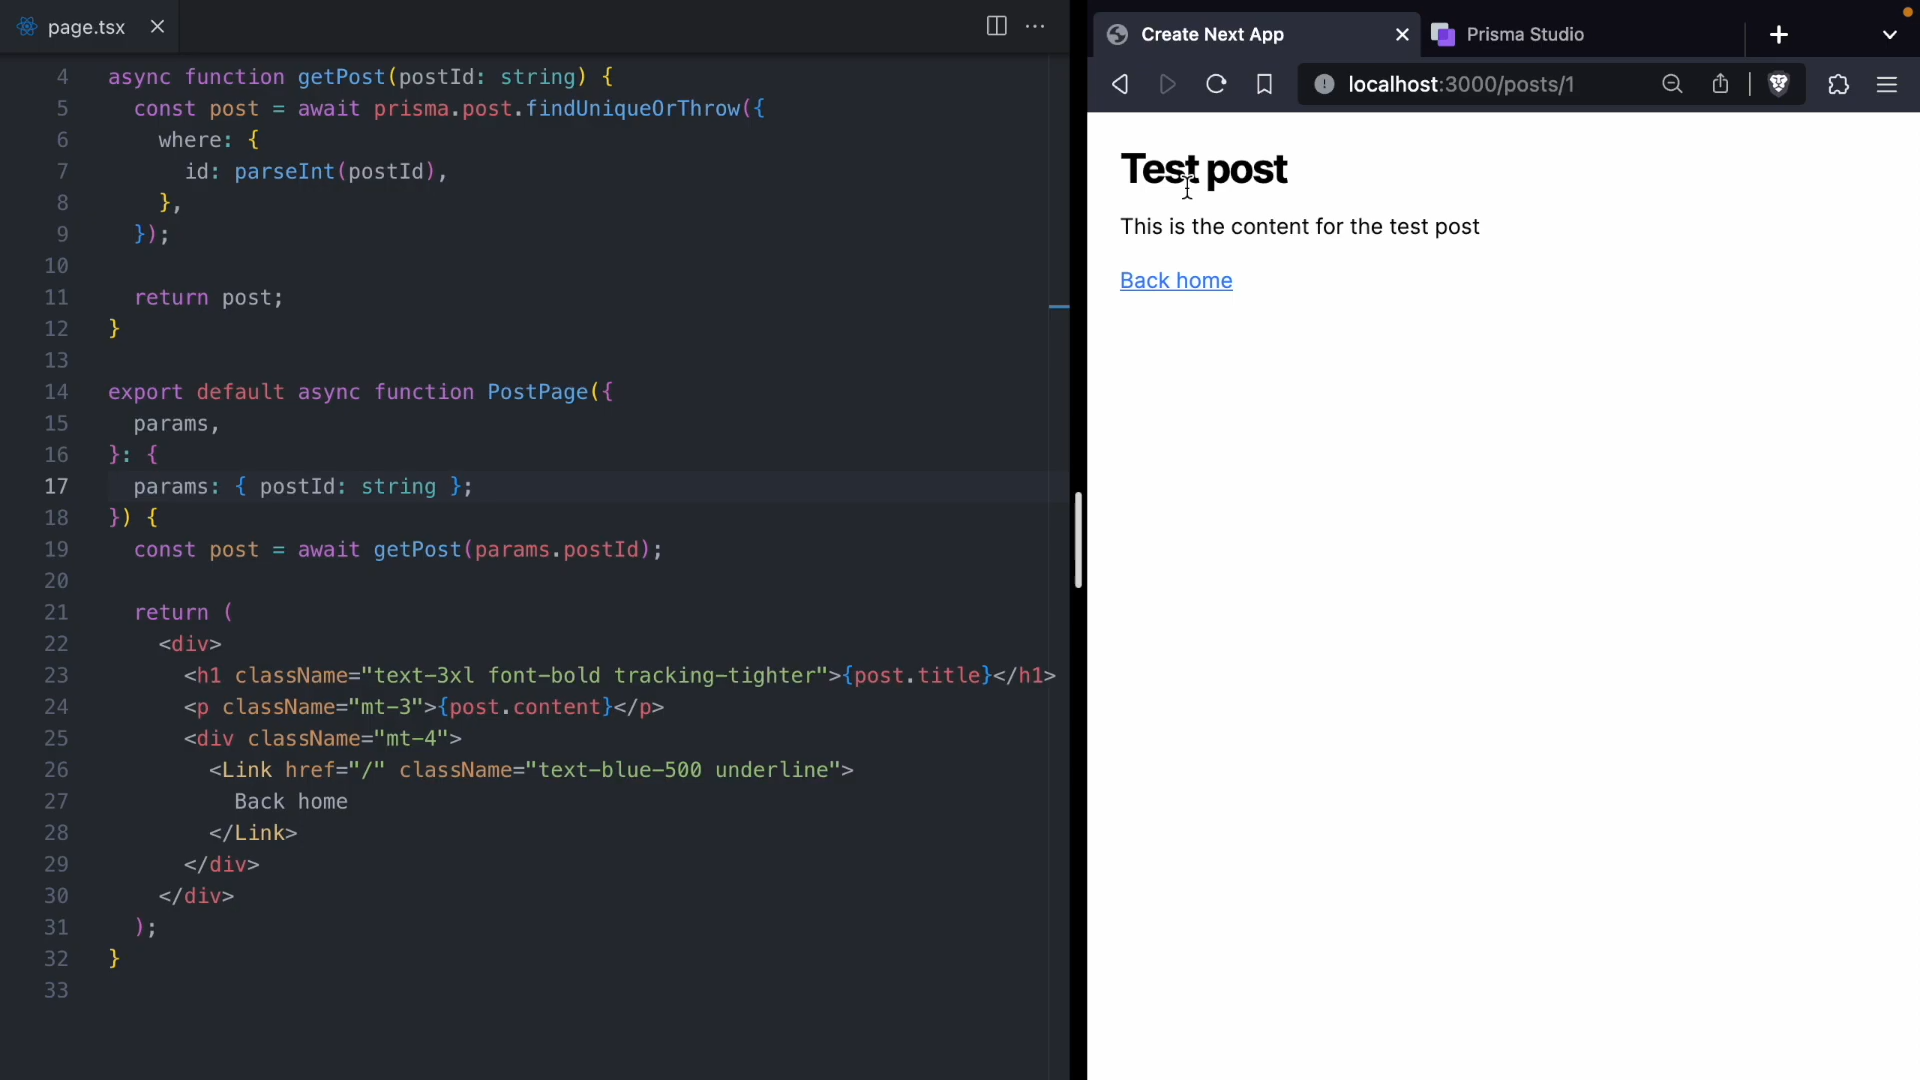 page.tsx
4 async function getPost(postId: string) {
5 const post = await prisma.post.findUniqueOrThrow({
6 where: {
7 id: parseInt(postId),
8 },
9 });
10
11 return post;
12 }
13
14 export default async function PostPage({
15 params,
16 }: {
17 params: { postId: string };
18 }) {
19 const post = await getPost(params.postId);
20
21 return (
22 <div>
23 <h1 className="text-3xl font-bold tracking-tighter">{post.title}</h1>
24 <p className="mt-3">{post.content}</p>
25 <div className="mt-4">
26 <Link href="/" className="text-blue-500 underline">
27 Back home
28 </Link>
29 </div>
30 </div>
31 );
32 }
33
Create Next App
Prisma Studio
localhost:3000/posts/1
Test post
This is the content for the test post
Back home